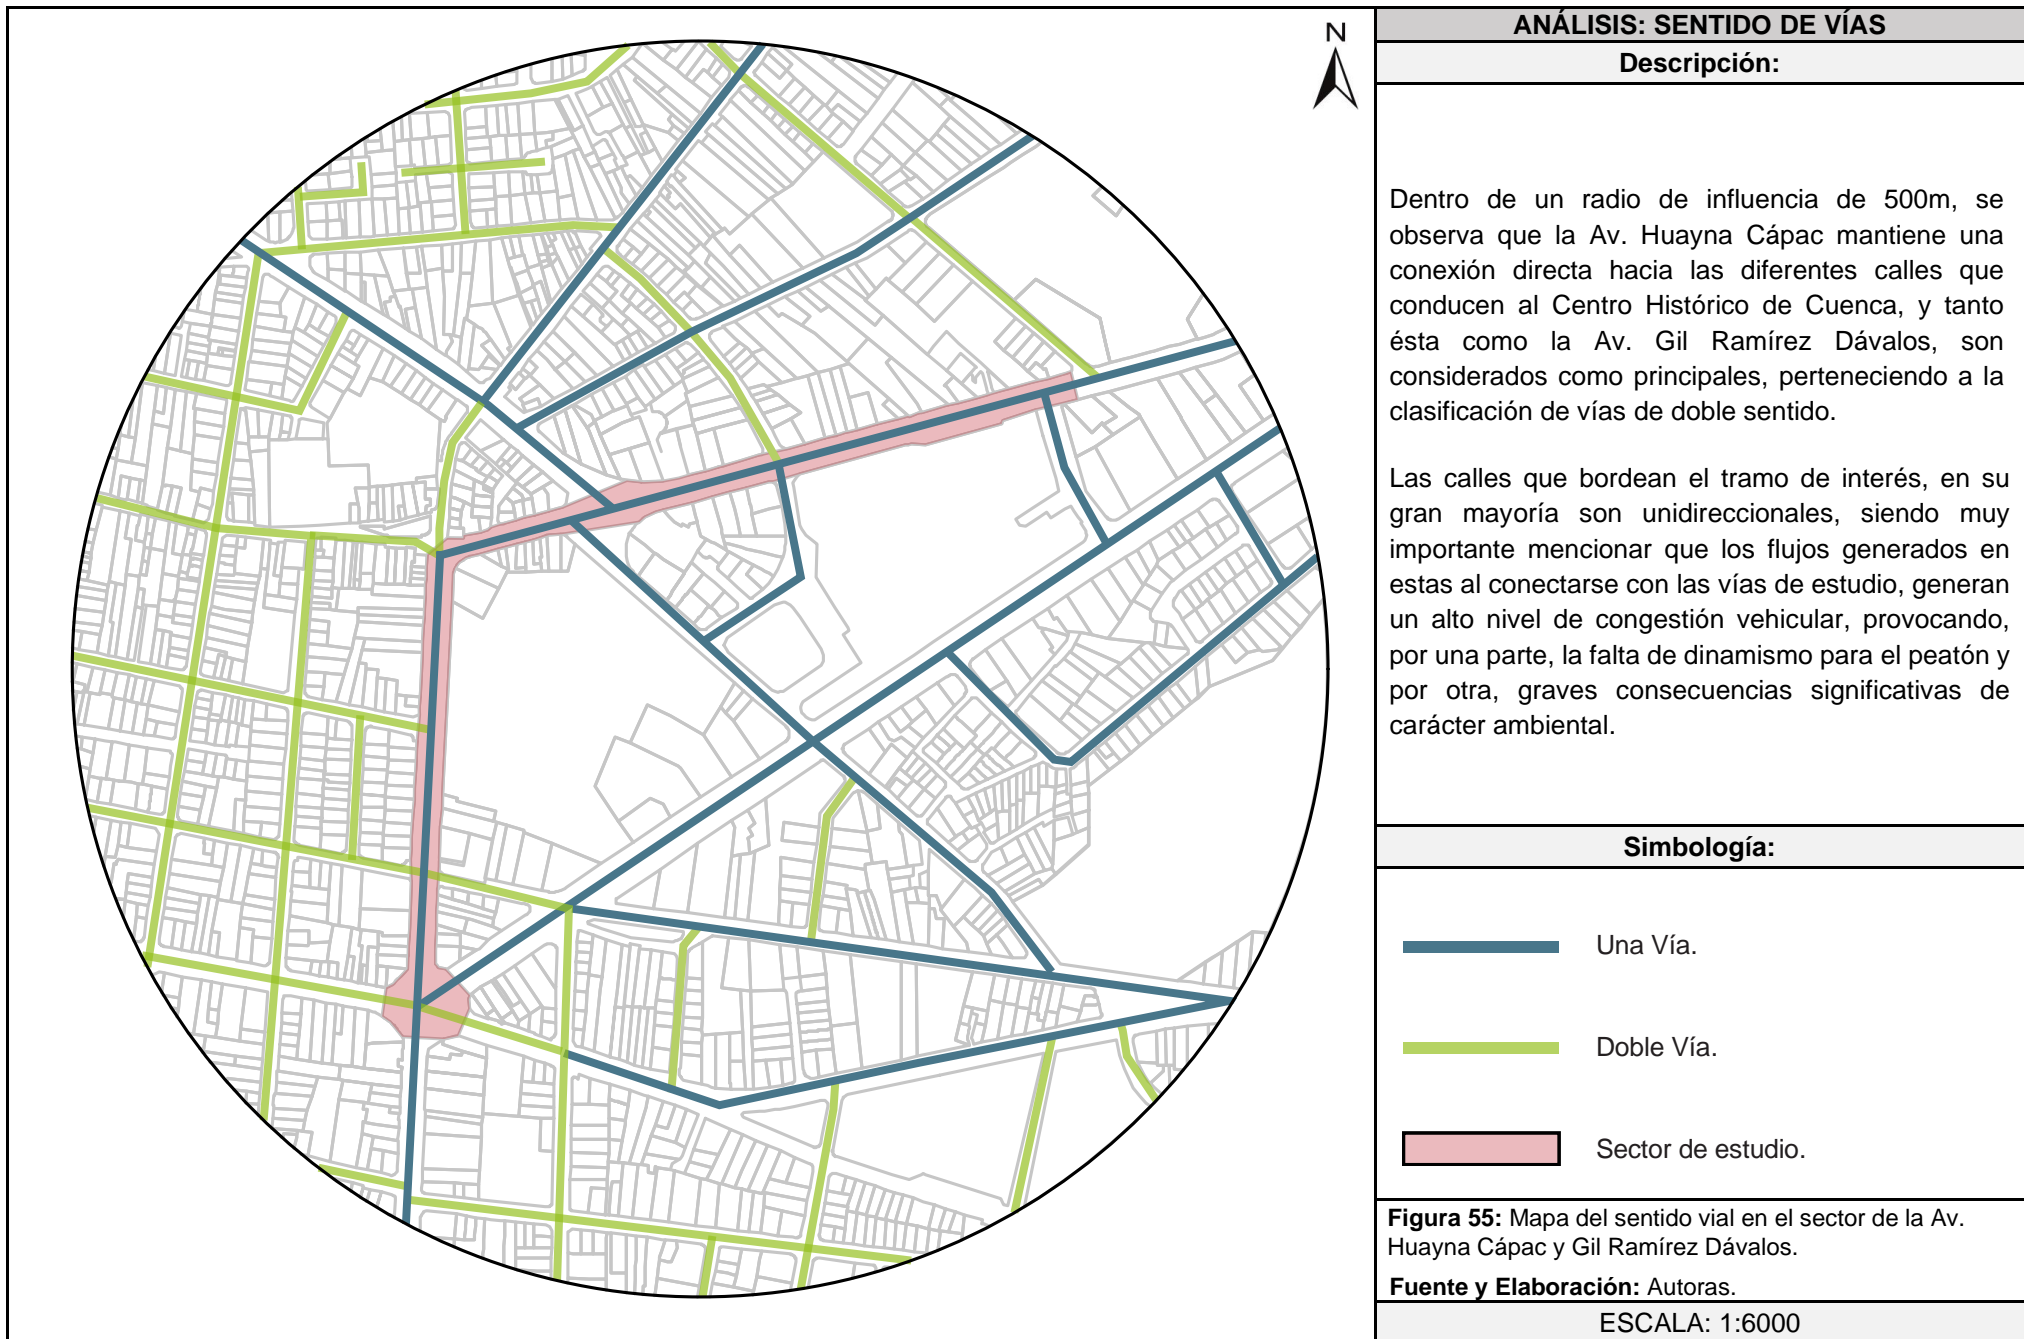 N
ANÁLISIS: SENTIDO DE VÍAS
Descripción:
Dentro de un radio de influencia de 500m, se
observa que la Av. Huayna Cápac mantiene una
conexión directa hacia las diferentes calles que
conducen al Centro Histórico de Cuenca, y tanto
ésta como la Av. Gil Ramírez Dávalos, son
considerados como principales, perteneciendo a la
clasificación de vías de doble sentido.
Las calles que bordean el tramo de interés, en su
gran mayoría son unidireccionales, siendo muy
importante mencionar que los flujos generados en
estas al conectarse con las vías de estudio, generan
un alto nivel de congestión vehicular, provocando,
por una parte, la falta de dinamismo para el peatón y
por otra, graves consecuencias significativas de
carácter ambiental.
Simbología:
Una Vía.
Doble Vía.
Sector de estudio.
Figura 55: Mapa del sentido vial en el sector de la Av.
Huayna Cápac y Gil Ramírez Dávalos.
Fuente y Elaboración: Autoras.
ESCALA: 1:6000